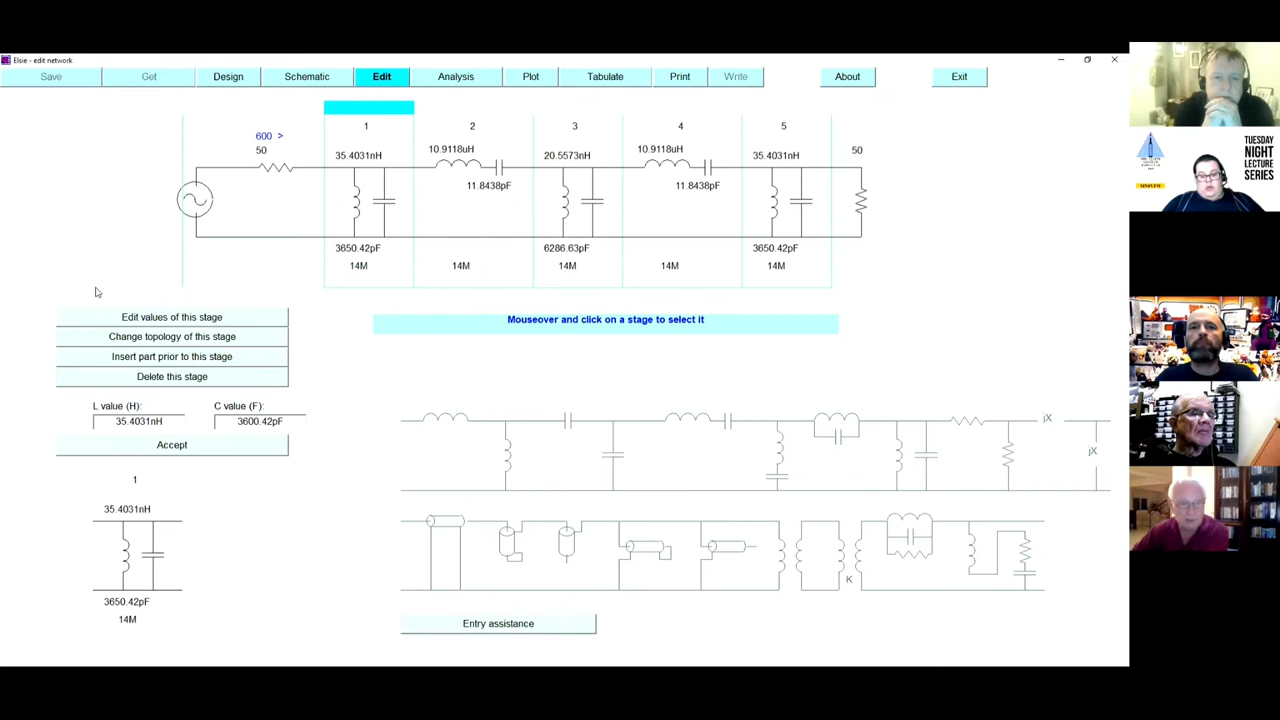 Elsie - edit network
Save Get Design Schematic Edit Analysis Plot Tabulate Print Write About Exit
1 2 3 4 5
600 >
50 35.4031nH 10.9118uH 20.5573nH 10.9118uH 35.4031nH 50
11.8438pF 11.8438pF
3650.42pF 6286.63pF 3650.42pF
14M 14M 14M 14M 14M
Edit values of this stage
Change topology of this stage
Insert part prior to this stage
Delete this stage
Mouseover and click on a stage to select it
L value (H): C value (F):
35.4031nH 3600.42pF
Accept
1
35.4031nH
3650.42pF
14M
jX
jX
K
Entry assistance
TUESDAY
NIGHT
LECTURE
SERIES